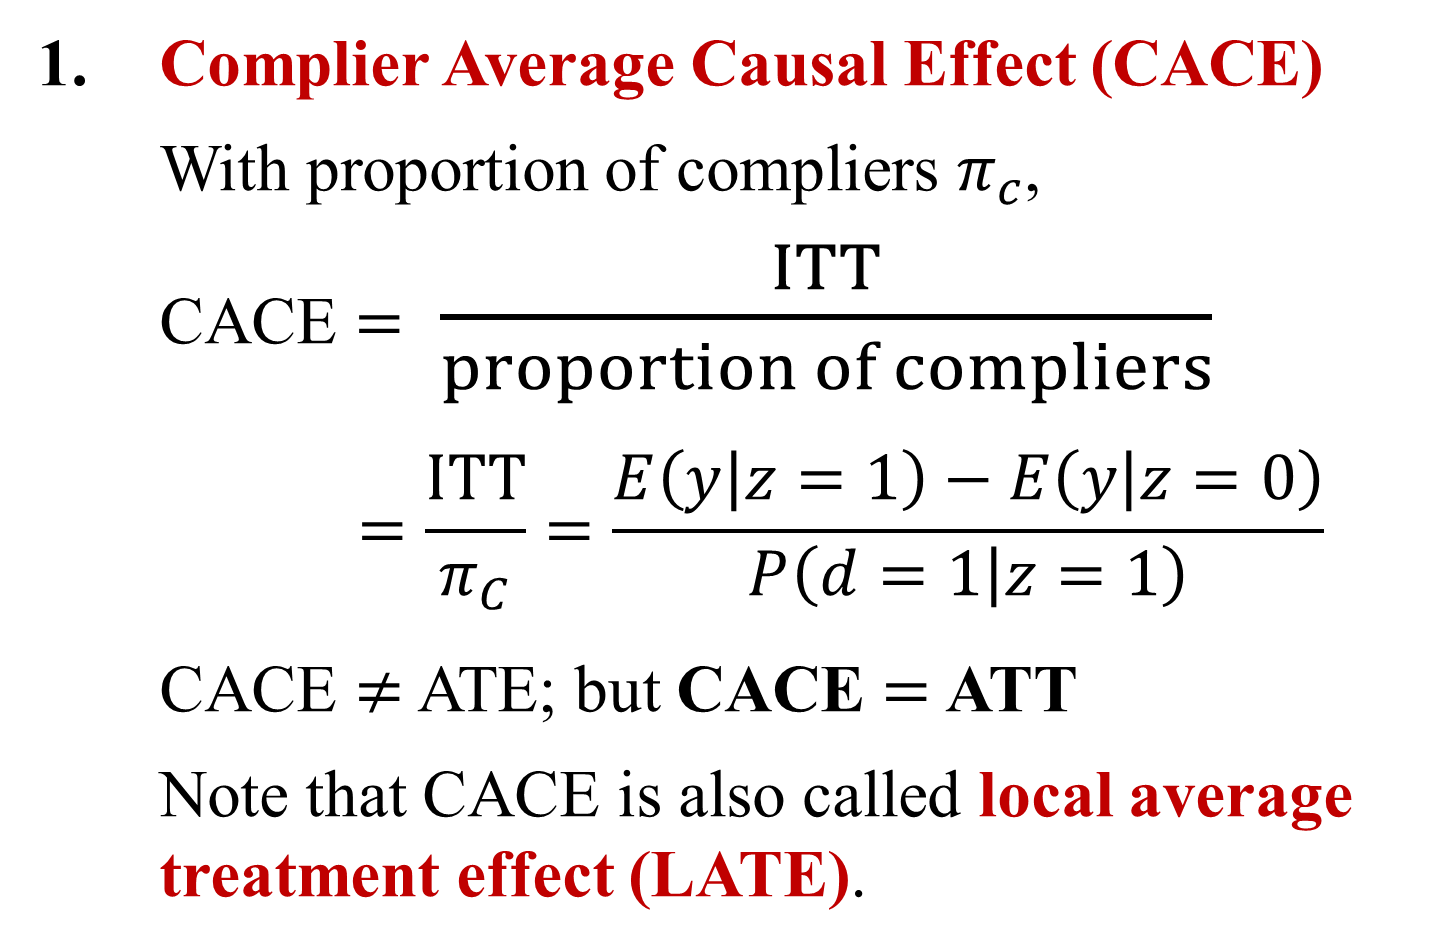 1. Complier Average Causal Effect (CACE)
With proportion of compliers π_c,
CACE = ITT / proportion of compliers
= ITT / π_C = E(y|z = 1) − E(y|z = 0) / P(d = 1|z = 1)
CACE ≠ ATE; but CACE = ATT
Note that CACE is also called local average
treatment effect (LATE).